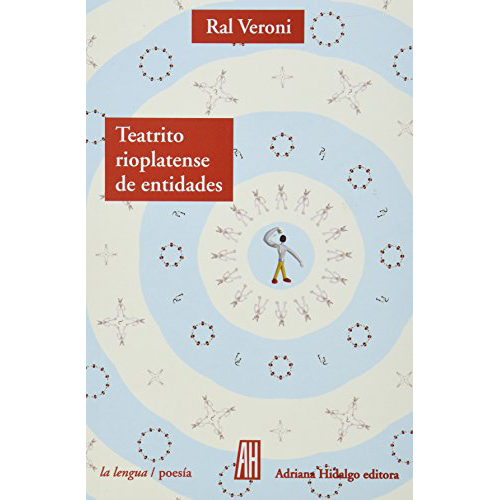 Ral Veroni
Teatrito
rioplatense
de entidades
la lengua / poesía
AH
Adriana Hidalgo editora